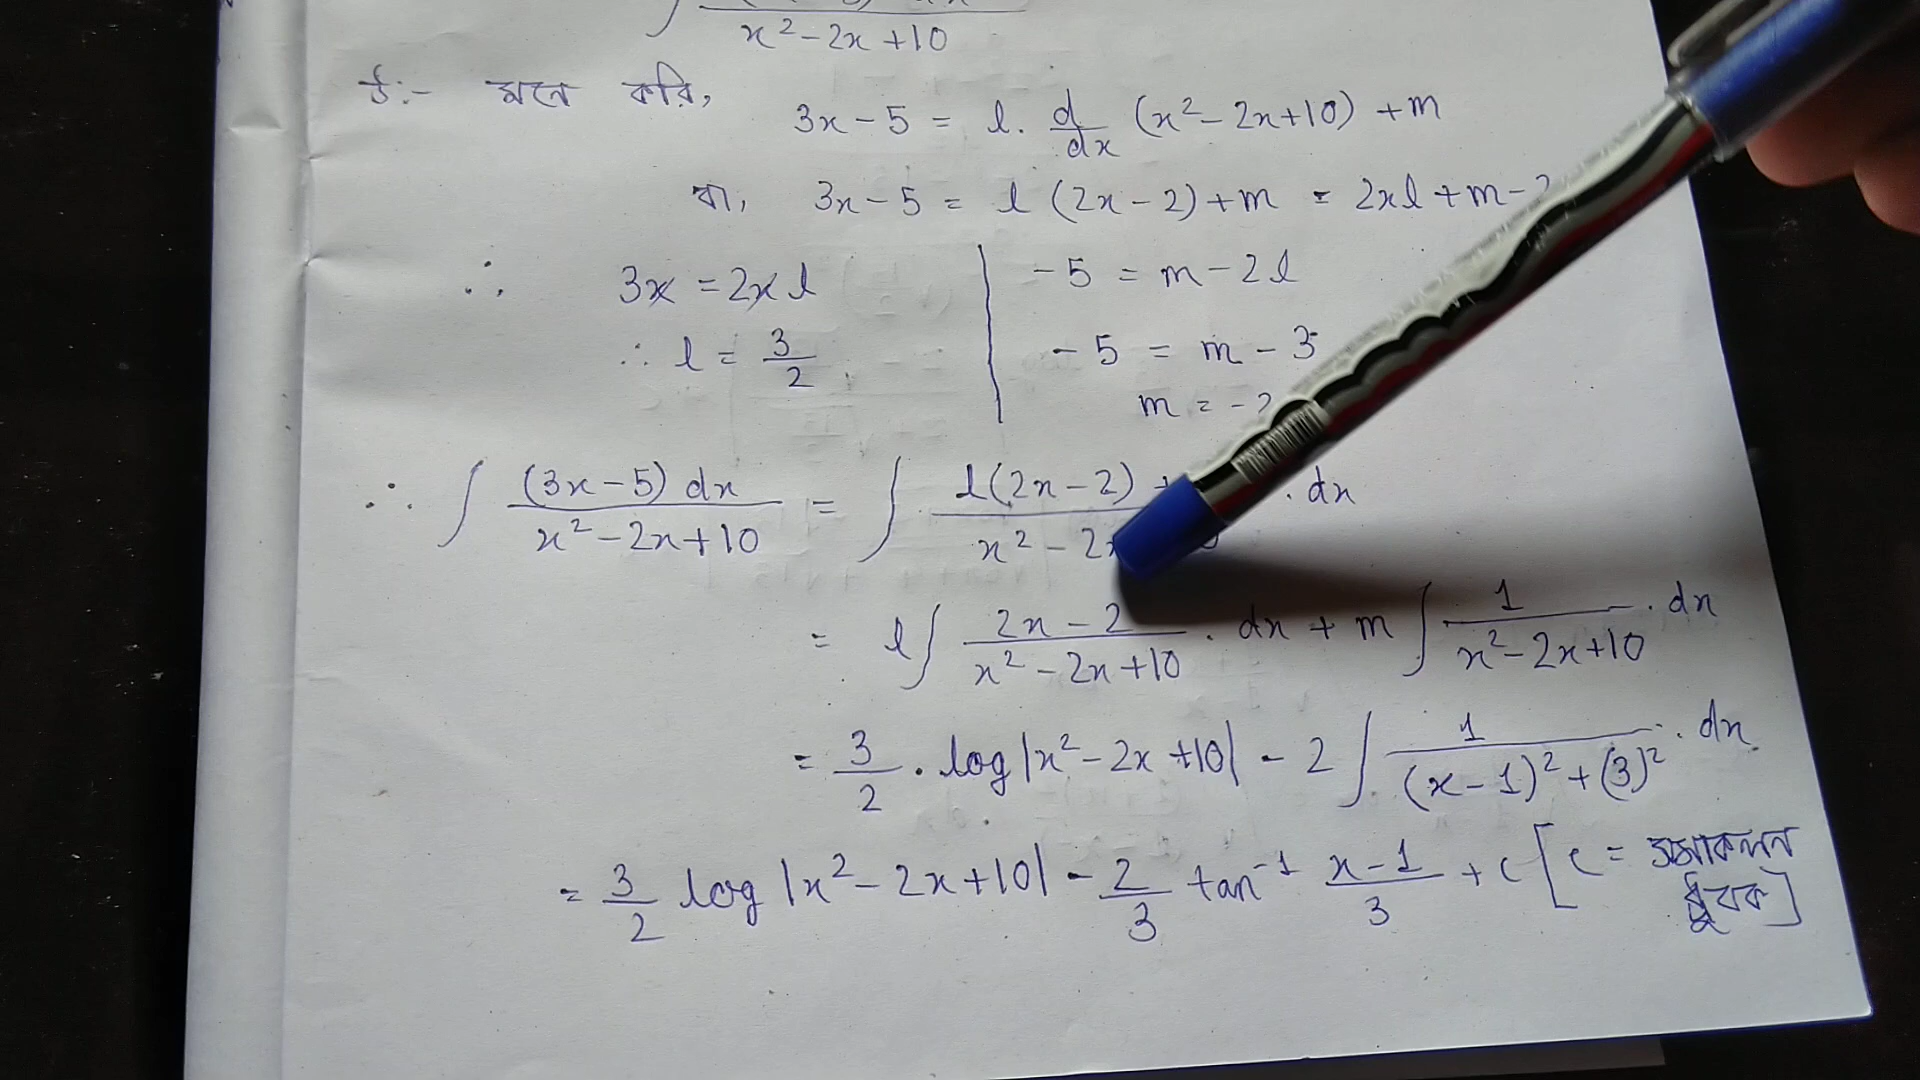 x² - 2x + 10
উঃ- মনে করি,
3x - 5 = l. d/dx (x² - 2x + 10) + m
বা, 3x - 5 = l (2x - 2) + m = 2xl + m -
∴ 3x = 2xl | -5 = m - 2l
∴ l = 3/2 | -5 = m - 3
m = -2
∴ ∫ (3x - 5) dx / x² - 2x + 10 = ∫ l(2x - 2) + / x² - 2x . dx
= l ∫ 2x - 2 / x² - 2x + 10 . dx + m ∫ 1 / x² - 2x + 10 . dx
= 3/2 . log |x² - 2x + 10| - 2 ∫ 1 / (x - 1)² + (3)² . dx
= 3/2 log |x² - 2x + 10| - 2/3 tan⁻¹ x - 1 / 3 + c [c = সমাকলন ধ্রুবক]